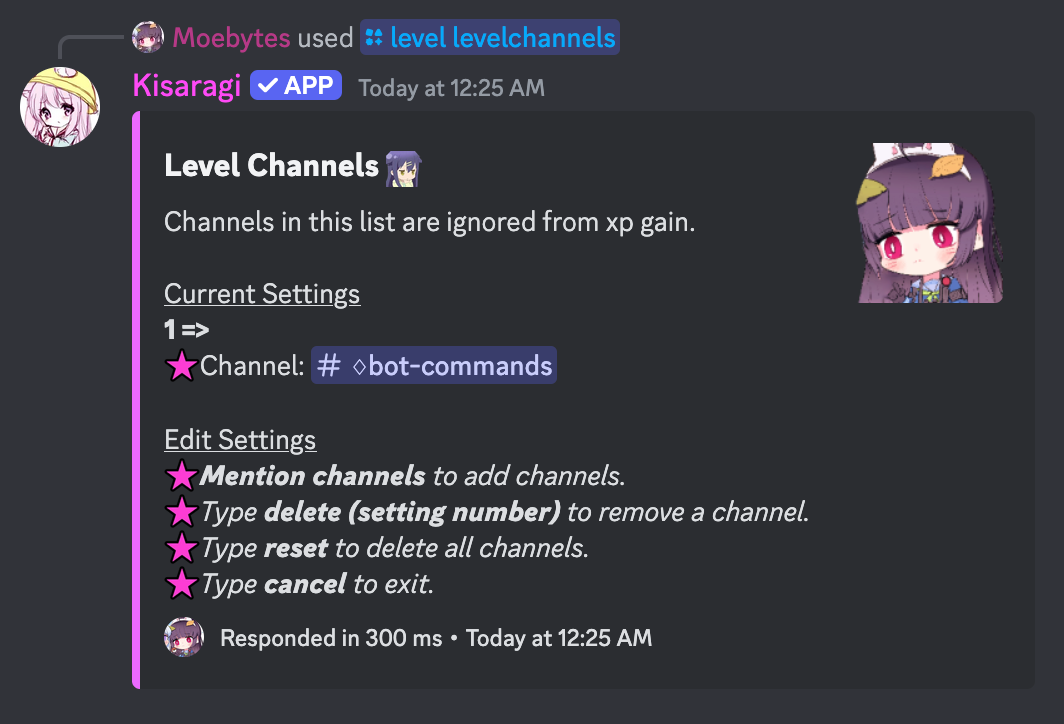 Moebytes used level levelchannels
Kisaragi APP Today at 12:25 AM
Level Channels
Channels in this list are ignored from xp gain.
Current Settings
1 =>
Channel: # ◊bot-commands
Edit Settings
Mention channels to add channels.
Type delete (setting number) to remove a channel.
Type reset to delete all channels.
Type cancel to exit.
Responded in 300 ms • Today at 12:25 AM